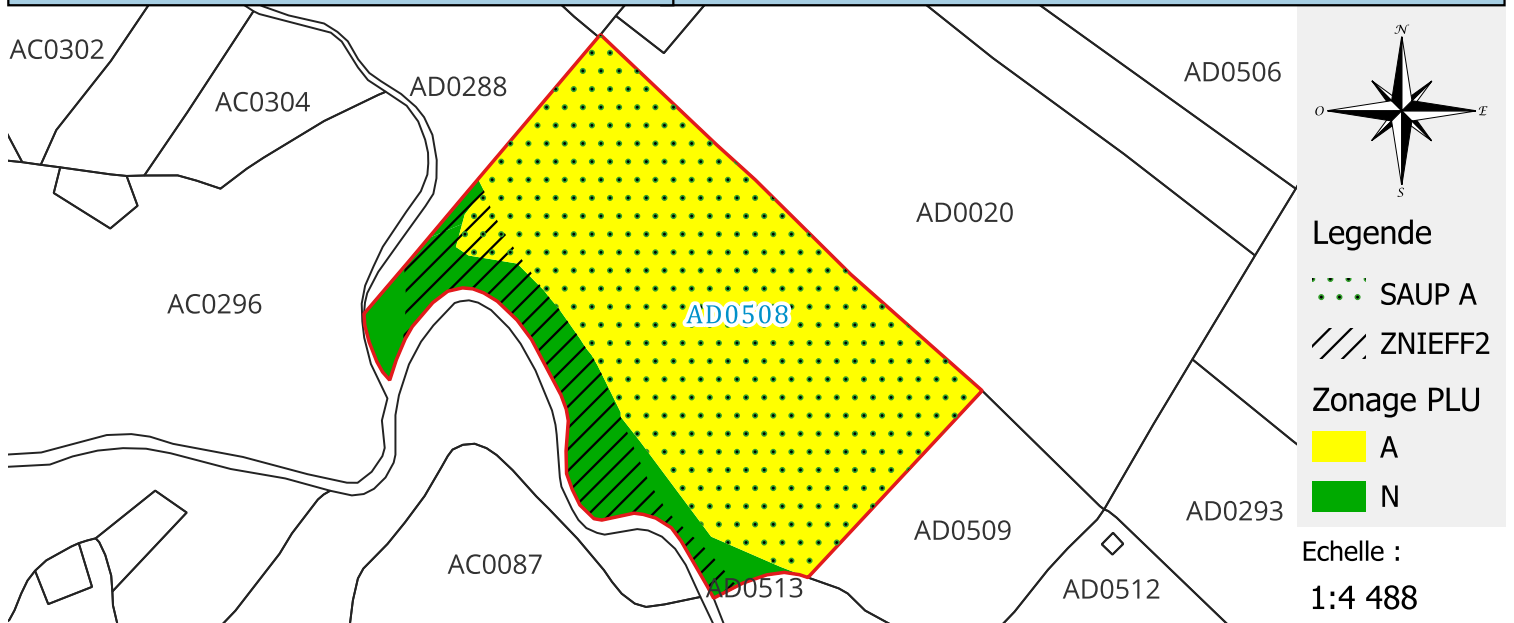 AC0302
AC0304
AD0288
AD0506
AD0020
AC0296
AD0508
AC0087
AD0513
AD0509
AD0512
AD0293
N
O
E
S
Legende
SAUP A
ZNIEFF2
Zonage PLU
A
N
Echelle :
1:4 488